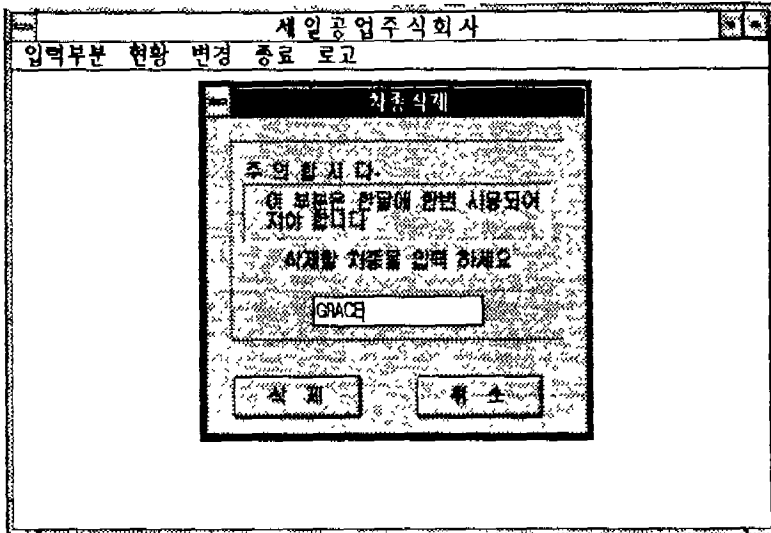 세일공업주식회사
입력부분 현황 변경 종료 로고
차종삭제
주의합시다.
이 부분은 한달에 한번 사용되어
져야 합니다
삭제할 차종을 입력 하세요
GRACE
삭 제
취 소